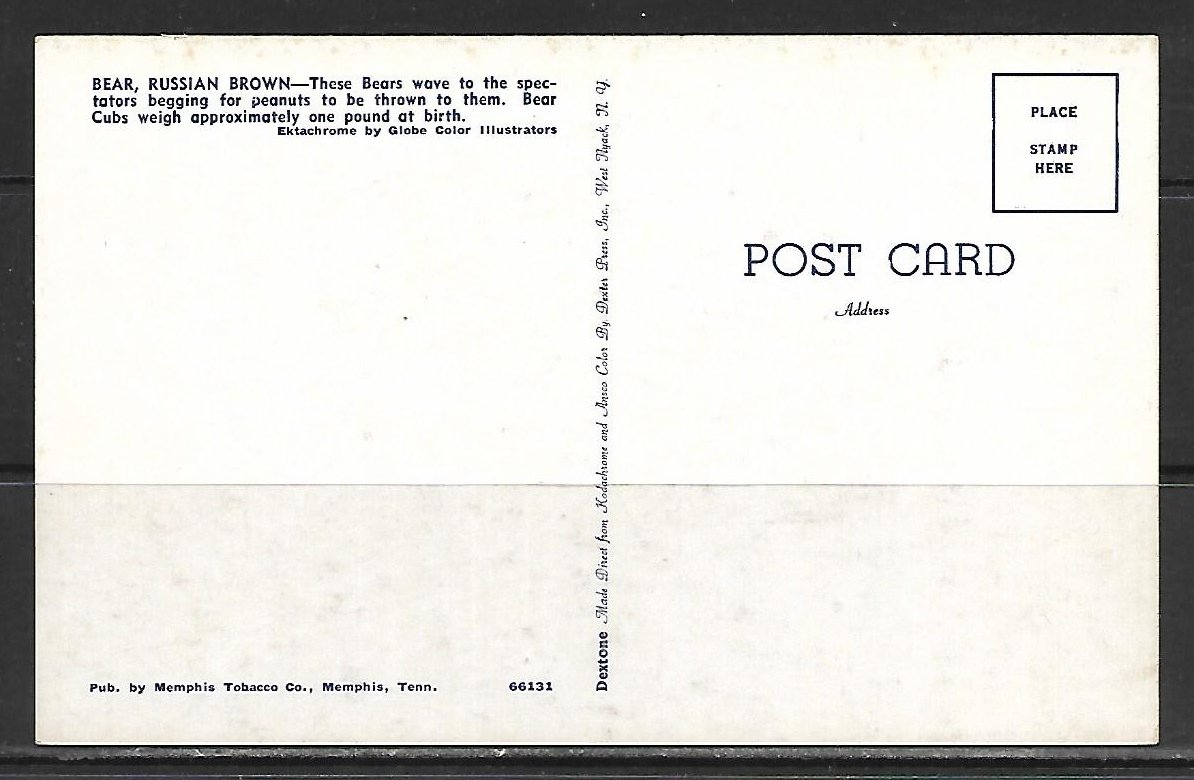 BEAR, RUSSIAN BROWN—These Bears wave to the spec-
tators begging for peanuts to be thrown to them. Bear
Cubs weigh approximately one pound at birth.
Ektachrome by Globe Color Illustrators
Pub. by Memphis Tobacco Co., Memphis, Tenn. 66131
Dextone Made Direct from Kodachrome and Ansco Color By Dexter Press, Inc., West Nyack, N. Y.
PLACE
STAMP
HERE
POST CARD
Address